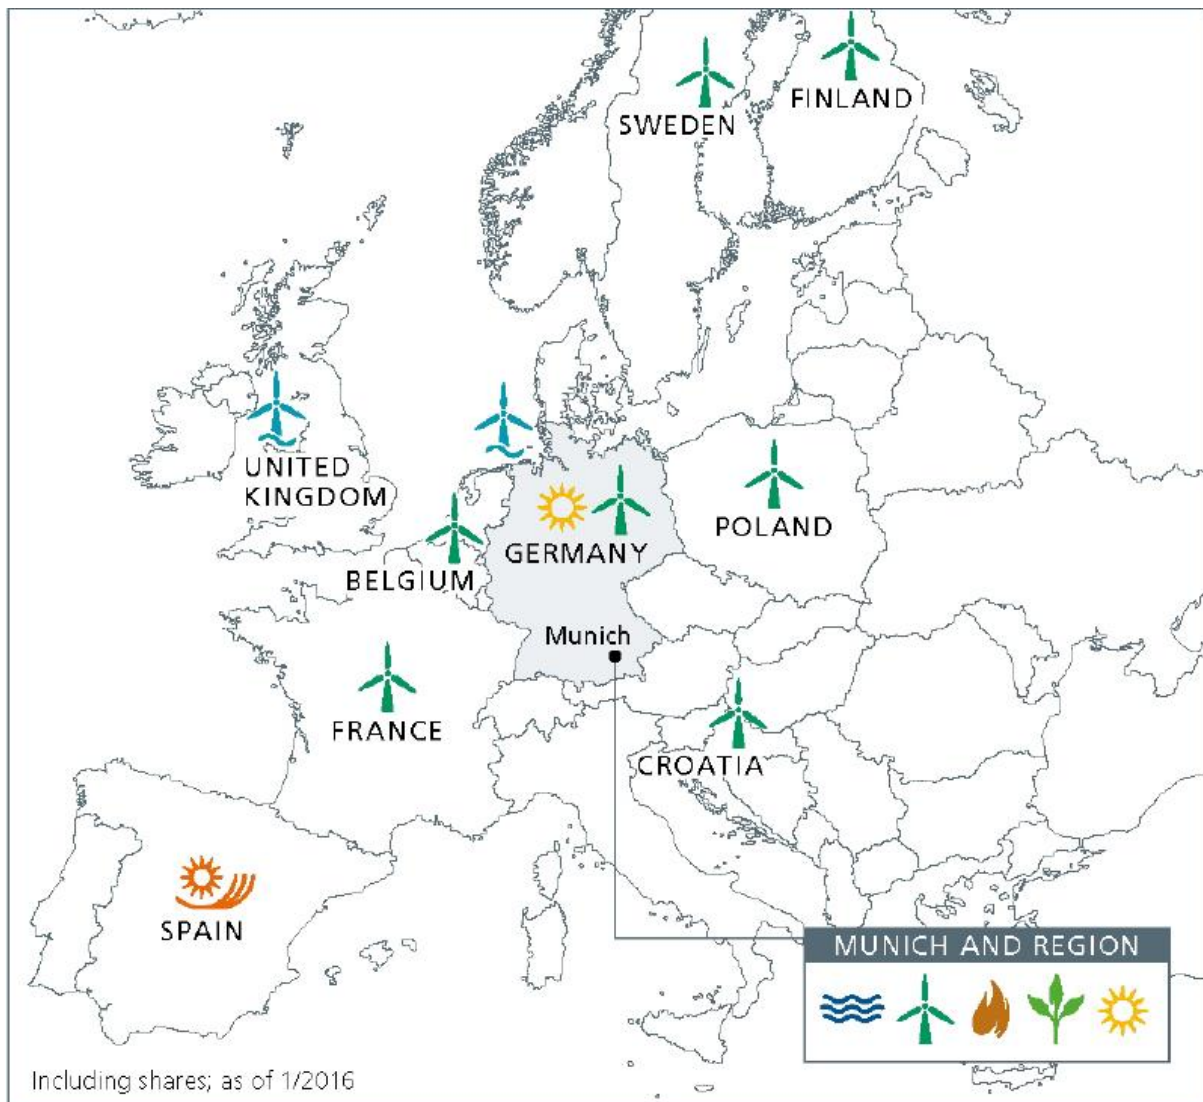 FINLAND
SWEDEN
UNITED
KINGDOM
POLAND
GERMANY
BELGIUM
Munich
FRANCE
CROATIA
SPAIN
MUNICH AND REGION
Including shares; as of 1/2016